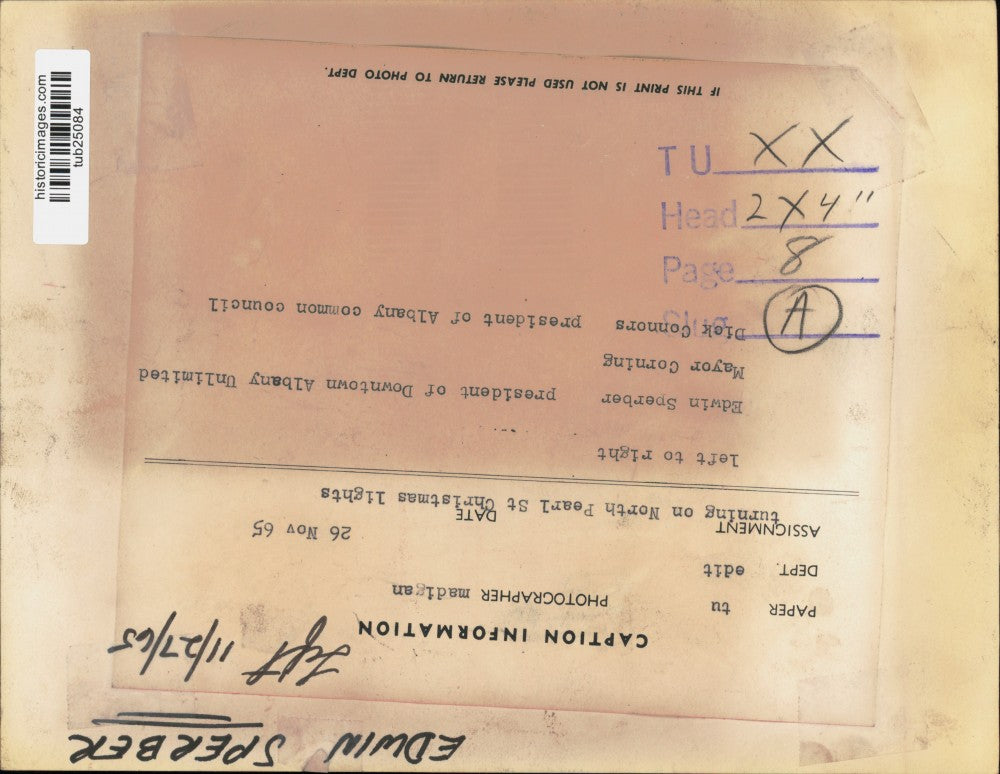 historicimages.com
tub25084
TU XX
Head 2 X 4"
Page 8
Slug A
EDWIN SPERBER
Left 11/27/65
CAPTION INFORMATION
PAPER tu PHOTOGRAPHER madigan
DEPT. edit
ASSIGNMENT DATE 26 Nov 65
turning on North Pearl St Christmas lights
left to right
Edwin Sperber president of Downtown Albany Unlimited
Mayor Corning
Dick Connors president of Albany common council
IF THIS PRINT IS NOT USED PLEASE RETURN TO PHOTO DEPT.